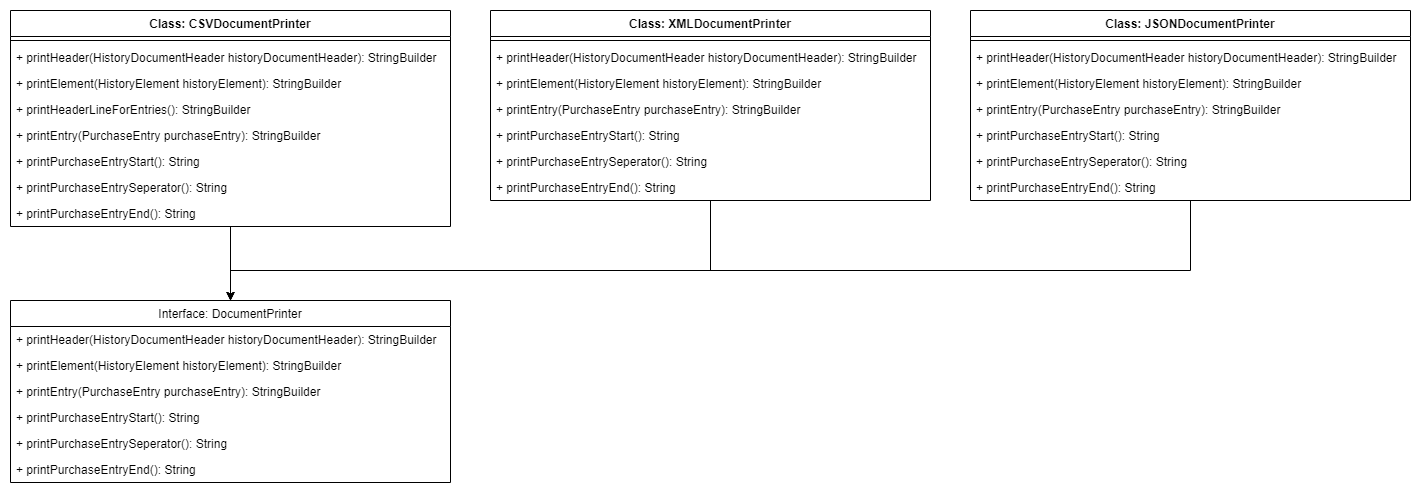 Class: CSVDocumentPrinter
+ printHeader(HistoryDocumentHeader historyDocumentHeader): StringBuilder
+ printElement(HistoryElement historyElement): StringBuilder
+ printHeaderLineForEntries(): StringBuilder
+ printEntry(PurchaseEntry purchaseEntry): StringBuilder
+ printPurchaseEntryStart(): String
+ printPurchaseEntrySeperator(): String
+ printPurchaseEntryEnd(): String
Class: XMLDocumentPrinter
+ printHeader(HistoryDocumentHeader historyDocumentHeader): StringBuilder
+ printElement(HistoryElement historyElement): StringBuilder
+ printEntry(PurchaseEntry purchaseEntry): StringBuilder
+ printPurchaseEntryStart(): String
+ printPurchaseEntrySeperator(): String
+ printPurchaseEntryEnd(): String
Class: JSONDocumentPrinter
+ printHeader(HistoryDocumentHeader historyDocumentHeader): StringBuilder
+ printElement(HistoryElement historyElement): StringBuilder
+ printEntry(PurchaseEntry purchaseEntry): StringBuilder
+ printPurchaseEntryStart(): String
+ printPurchaseEntrySeperator(): String
+ printPurchaseEntryEnd(): String
Interface: DocumentPrinter
+ printHeader(HistoryDocumentHeader historyDocumentHeader): StringBuilder
+ printElement(HistoryElement historyElement): StringBuilder
+ printEntry(PurchaseEntry purchaseEntry): StringBuilder
+ printPurchaseEntryStart(): String
+ printPurchaseEntrySeperator(): String
+ printPurchaseEntryEnd(): String